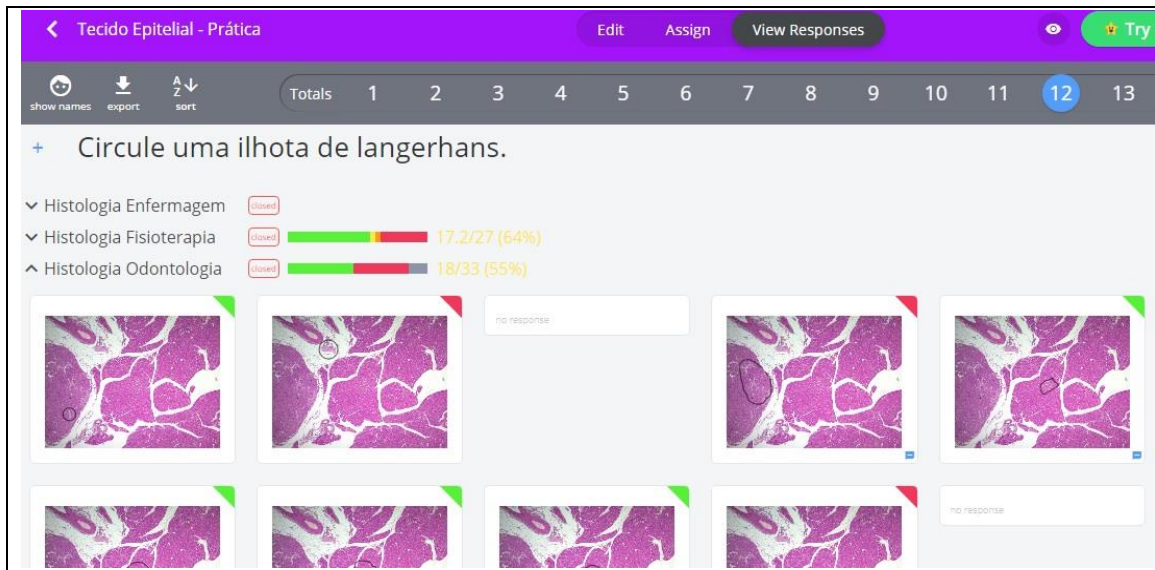 Tecido Epitelial - Prática Edit Assign View Responses Try
show names export A Z sort Totals 1 2 3 4 5 6 7 8 9 10 11 12 13
+ Circule uma ilhota de langerhans.
Histologia Enfermagem closed
Histologia Fisioterapia closed 17.2/27 (64%)
Histologia Odontologia closed 18/33 (55%)
no response
no response